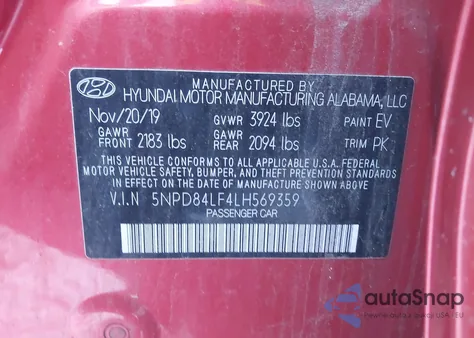 MANUFACTURED BY
HYUNDAI MOTOR MANUFACTURING ALABAMA, LLC
Nov/20/19 GVWR 3924 lbs PAINT EV
GAWR FRONT 2183 lbs GAWR REAR 2094 lbs TRIM PK
THIS VEHICLE CONFORMS TO ALL APPLICABLE U.S.A. FEDERAL
MOTOR VEHICLE SAFETY, BUMPER, AND THEFT PREVENTION
STANDARDS IN EFFECT ON THE DATE OF MANUFACTURE SHOWN ABOVE.
V.I.N 5NPD84LF4LH569359
PASSENGER CAR
autoSnap